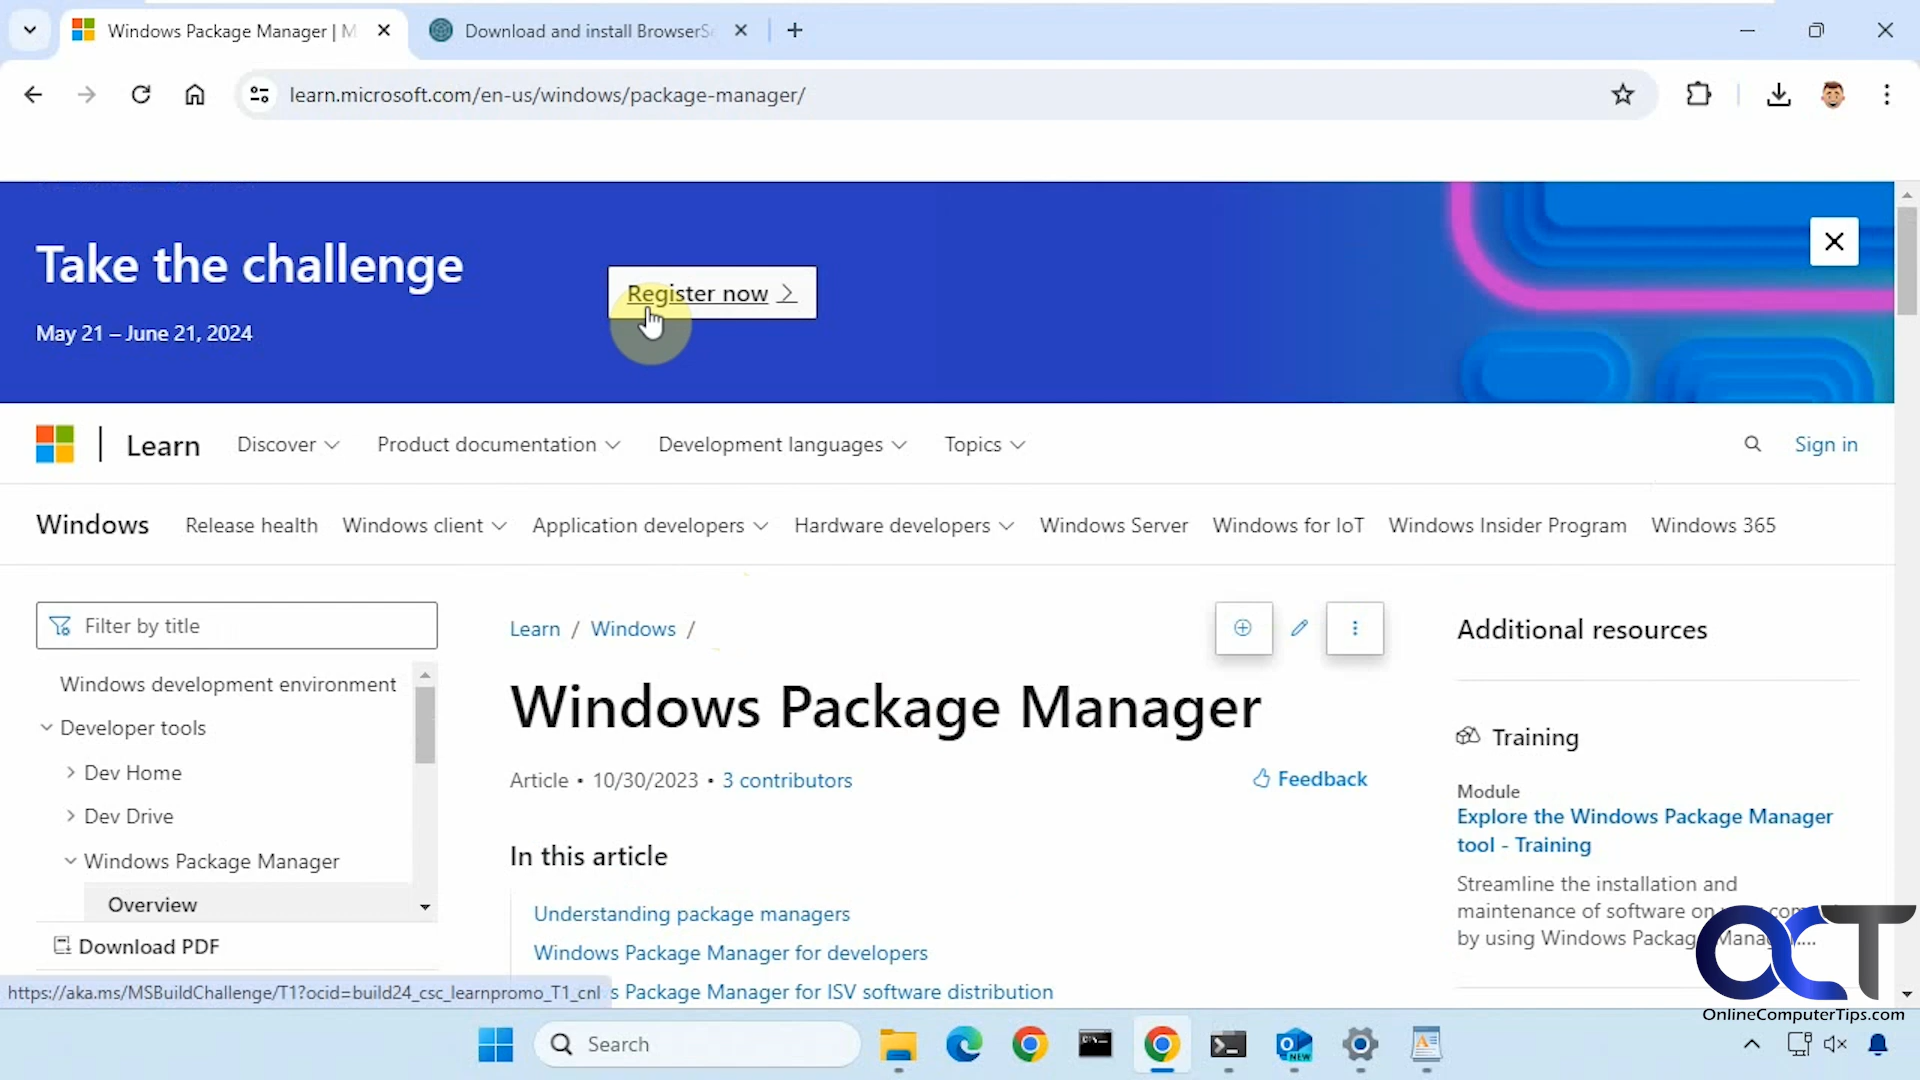 Windows Package Manager | M
Download and install BrowserSe
learn.microsoft.com/en-us/windows/package-manager/
Take the challenge
May 21 – June 21, 2024
Register now
Learn
Discover
Product documentation
Development languages
Topics
Sign in
Windows
Release health
Windows client
Application developers
Hardware developers
Windows Server
Windows for IoT
Windows Insider Program
Windows 365
Filter by title
Windows development environment
Developer tools
Dev Home
Dev Drive
Windows Package Manager
Overview
Download PDF
Learn / Windows /
Windows Package Manager
Article • 10/30/2023 • 3 contributors
Feedback
In this article
Understanding package managers
Windows Package Manager for developers
s Package Manager for ISV software distribution
Additional resources
Training
Module
Explore the Windows Package Manager
tool - Training
Streamline the installation and
maintenance of software on
by using Windows
https://aka.ms/MSBuildChallenge/T1?ocid=build24_csc_learnpromo_T1_cnl
OCT
OnlineComputerTips.com
Search
NEW